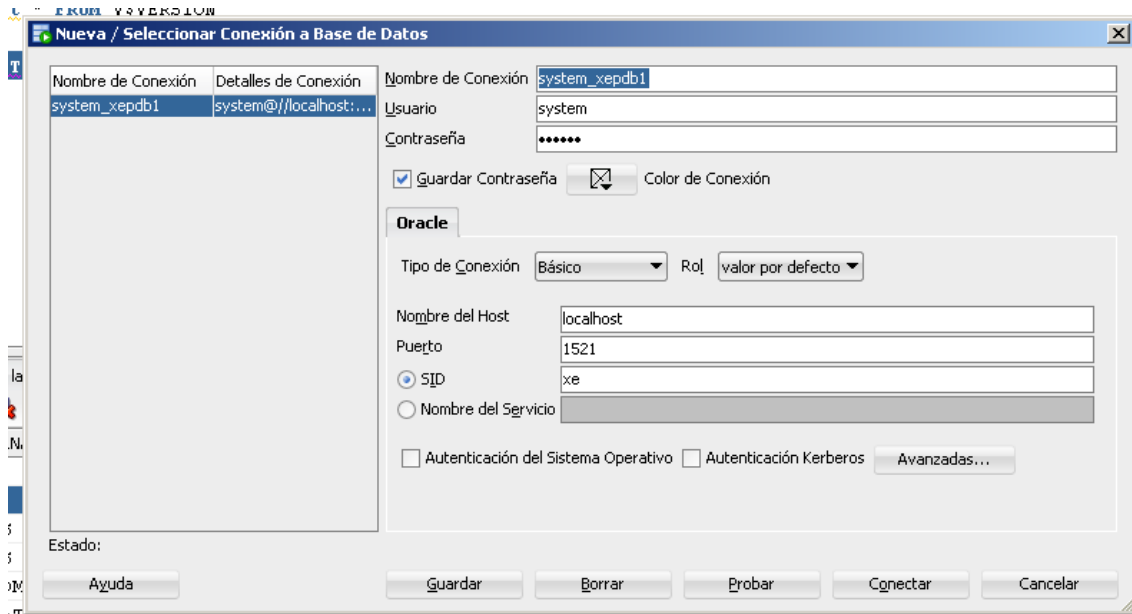 FROM V$VERSION
Nueva / Seleccionar Conexión a Base de Datos
Nombre de Conexión Detalles de Conexión
system_xepdb1 system@//localhost:...
Nombre de Conexión system_xepdb1
Usuario system
Contraseña ••••••
Guardar Contraseña Color de Conexión
Oracle
Tipo de Conexión Básico Rol valor por defecto
Nombre del Host localhost
Puerto 1521
SID xe
Nombre del Servicio
Autenticación del Sistema Operativo Autenticación Kerberos Avanzadas...
Estado:
Ayuda Guardar Borrar Probar Conectar Cancelar